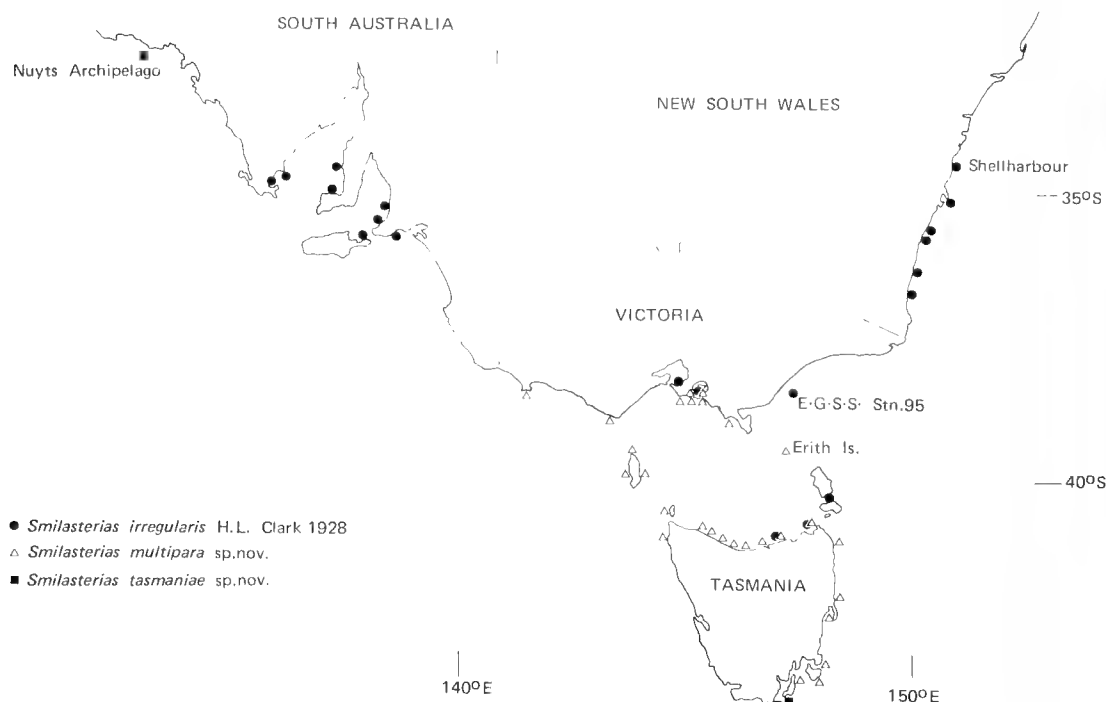 SOUTH AUSTRALIA
Nuyts Archipelago
NEW SOUTH WALES
Shellharbour
35°S
VICTORIA
E·G·S·S· Stn.95
Erith Is.
40°S
Smilasterias irregularis H.L. Clark 1928
Smilasterias multipara sp.nov.
Smilasterias tasmaniae sp.nov.
TASMANIA
140°E
150°E